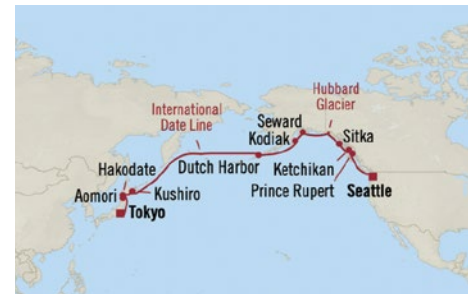 Hubbard
Glacier
International
Date Line
Seward
Kodiak
Sitka
Hakodate
Dutch Harbor
Ketchikan
Aomori
Kushiro
Prince Rupert
Seattle
Tokyo